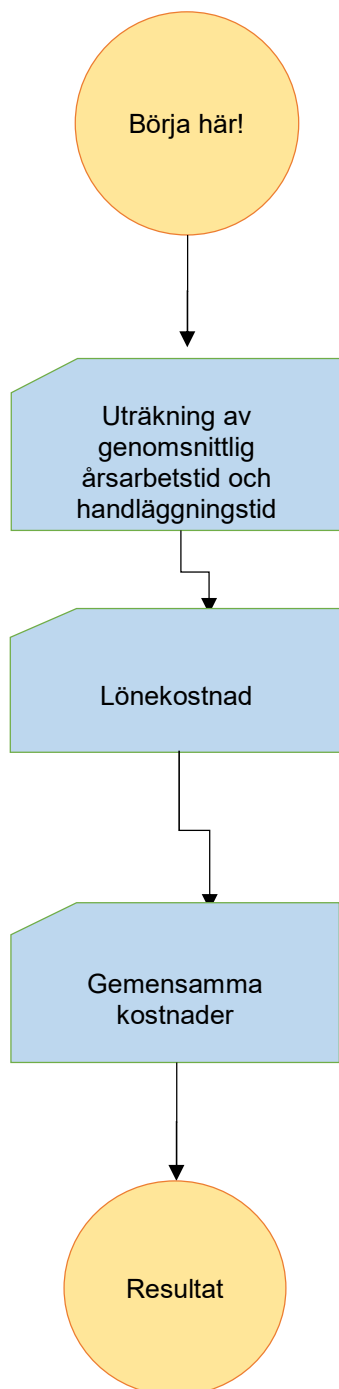 Börja här!
Uträkning av
genomsnittlig
årsarbetstid och
handläggningstid
Lönekostnad
Gemensamma
kostnader
Resultat